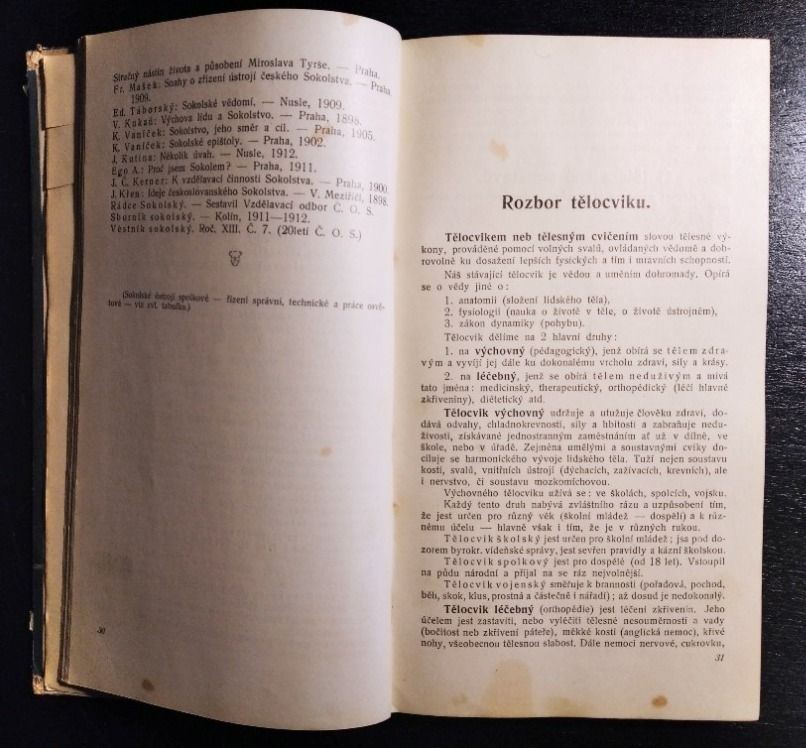 Stručný nástin života a působení Miroslava Tyrše. — Praha.
Fr. Mašek: Snahy o zřízení ústrojí českého Sokolstva. — Praha,
1909.
Ed. Táborský: Sokolské vědomí. — Nusle, 1909.
V. Kukaň: Výchova lidu a Sokolstvo. — Praha, 1898.
K. Vaníček: Sokolstvo, jeho směr a cíl. — Praha, 1905.
K. Vaníček: Sokolské epištoly. — Praha, 1902.
J. Kutina: Několik úvah. — Nusle, 1912.
Ego A.: Proč jsem Sokolem? — Praha, 1911.
J. Č. Kerner: K vzdělavací činnosti Sokolstva. — Praha, 1900.
J. Klen: Ideje československého Sokolstva. — V. Meziříčí, 1898.
Rádce Sokolský. — Sestavil Vzdělavací odbor Č. O. S.
Sborník sokolský. — Kolín, 1911—1912.
Věstník sokolský. Roč. XIII. Č. 7. (20letí Č. O. S.)
(Sokolské ústrojí spolkové — řízení správní, technické a práce osvě-
tové — viz zvl. tabulku.)
30
Rozbor tělocviku.
Tělocvikem neb tělesným cvičením slovou tělesné vý-
kony, prováděné pomocí volných svalů, ovládaných vědomě a dob-
rovolně ku dosažení lepších fysických a tím i mravních schopností.
Náš stávající tělocvik je vědou a uměním dohromady. Opírá
se o vědy jiné o:
1. anatomii (složení lidského těla),
2. fysiologii (nauka o životě v těle, o životě ústrojném),
3. zákon dynamiky (pohybu).
Tělocvik dělíme na 2 hlavní druhy:
1. na výchovný (pédagogický), jenž obírá se tělem zdra-
vým a vyvíjí jej dále ku dokonalému vrcholu zdraví, síly a krásy.
2. na léčebný, jenž se obírá tělem neduživým a mívá
tato jména: medicinský, therapeutický, orthopédický (léčí hlavně
zkřiveniny), diétetický atd.
Tělocvik výchovný udržuje a utužuje člověku zdraví, do-
dává odvahy, chladnokrevnosti, síly a hbitosti a zabraňuje nedu-
živosti, získávané jednostranným zaměstnáním ať už v dílně, ve
škole, nebo v úřadě. Zejména umělými a soustavnými cviky do-
ciluje se harmonického vývoje lidského těla. Tuží nejen soustavu
kostí, svalů, vnitřních ústrojí (dýchacích, zažívacích, krevních), ale
i nervstvo, či soustavu mozkomíchovou.
Výchovného tělocviku užívá se: ve školách, spolcích, vojsku.
Každý tento druh nabývá zvláštního rázu a uzpůsobení tím,
že jest určen pro různý věk (školní mládež — dospělí) a k růz-
nému účelu — hlavně však i tím, že je v různých rukou.
Tělocvik školský jest určen pro školní mládež; jsa pod do-
zorem byrokr. vídeňské správy, jest sevřen pravidly a kázní školskou.
Tělocvik spolkový jest pro dospělé (od 18 let). Vstoupil
na půdu národní a přijal na se ráz nejvolnější.
Tělocvik vojenský směřuje k brannosti (pořadová, pochod,
běh, skok, klus, prostná a částečně i nářadí); až dosud je nedokonalý.
Tělocvik léčebný (orthopédie) jest léčení zkřivenin. Jeho
účelem jest zastaviti, nebo vyléčiti tělesné nesouměrnosti a vady
(bočitost neb zkřivení páteře), měkké kosti (anglická nemoc), křivé
nohy, všeobecnou tělesnou slabost. Dále nemoci nervové, cukrovku,
31